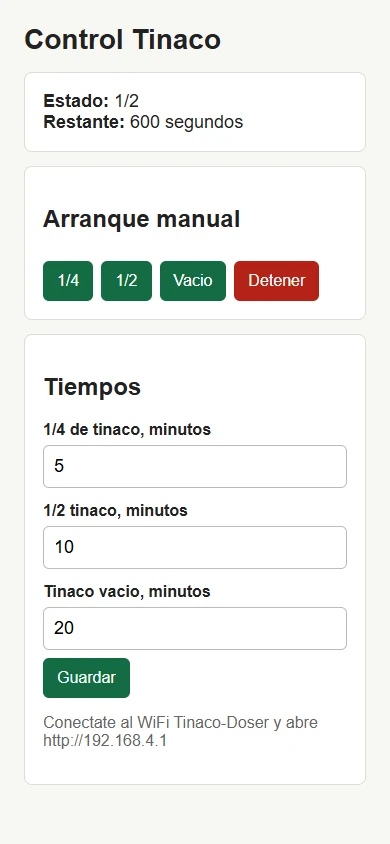 Control Tinaco
Estado: 1/2
Restante: 600 segundos
Arranque manual
1/4 1/2 Vacio Detener
Tiempos
1/4 de tinaco, minutos
5
1/2 tinaco, minutos
10
Tinaco vacio, minutos
20
Guardar
Conectate al WiFi Tinaco-Doser y abre
http://192.168.4.1